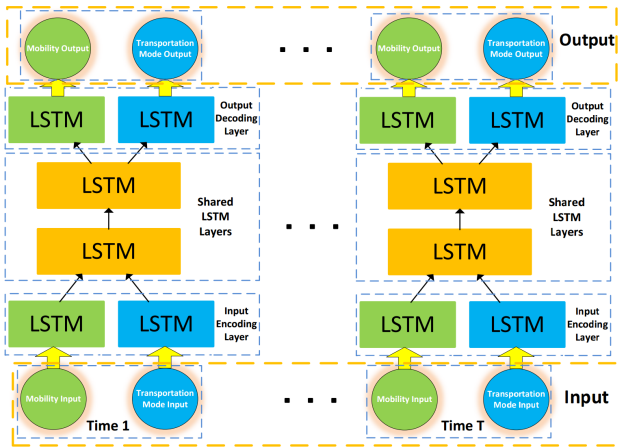 Mobility Output
Transportation
Mode Output
. . .
Mobility Output
Transportation
Mode Output
Output
LSTM
LSTM
Output
Decoding
Layer
LSTM
LSTM
Output
Decoding
Layer
LSTM
LSTM
Shared
LSTM
Layers
. . .
LSTM
LSTM
Shared
LSTM
Layers
LSTM
LSTM
Input
Encoding
Layer
LSTM
LSTM
Input
Encoding
Layer
Mobility Input
Transportation
Mode Input
Time 1
. . .
Mobility Input
Transportation
Mode Input
Time T
Input